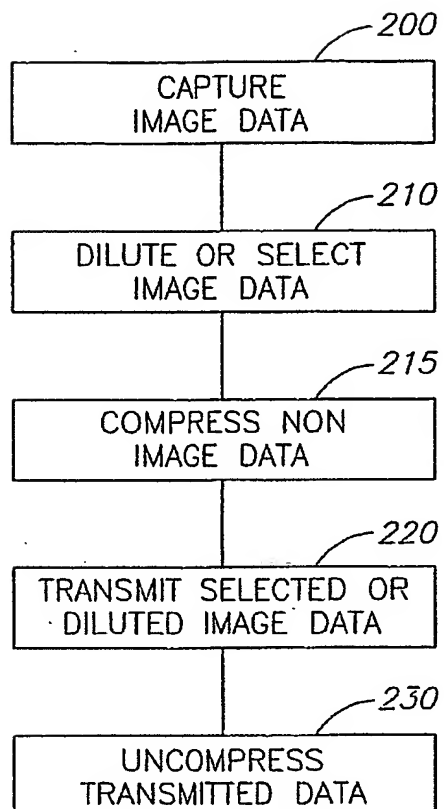 200
CAPTURE
IMAGE DATA
210
DILUTE OR SELECT
IMAGE DATA
215
COMPRESS NON
IMAGE DATA
220
TRANSMIT SELECTED OR
DILUTED IMAGE DATA
230
UNCOMPRESS
TRANSMITTED DATA